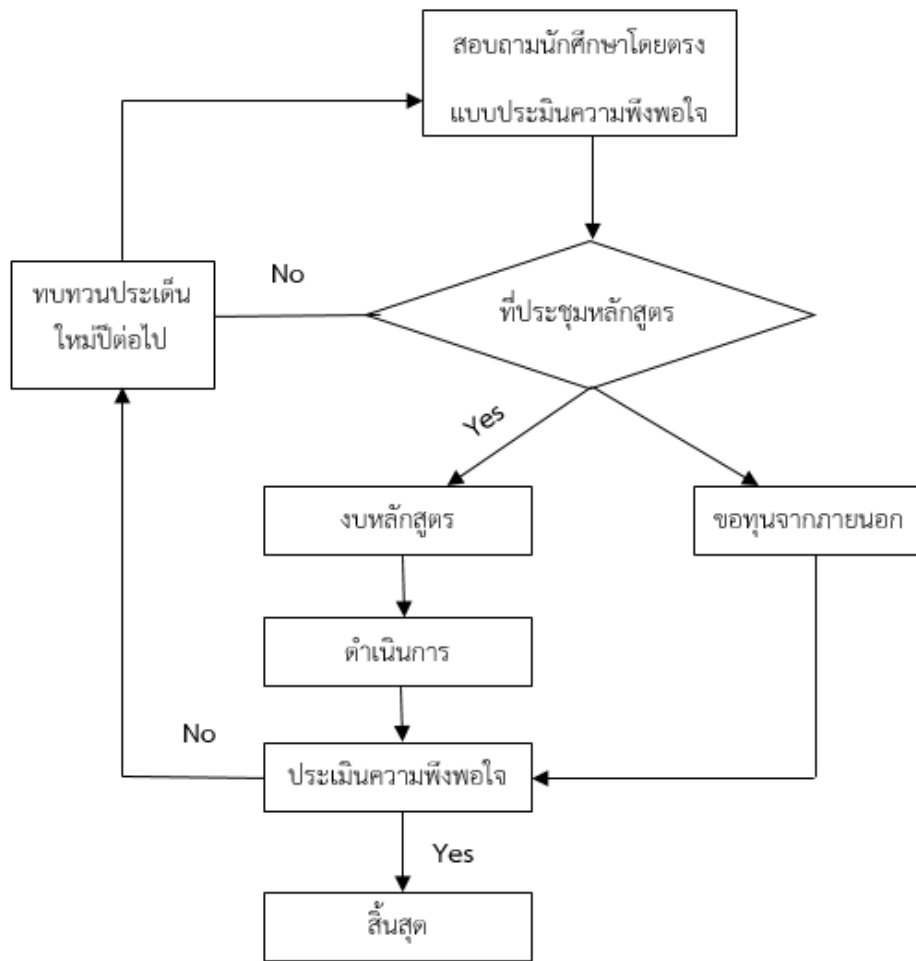 สอบถามนักศึกษาโดยตรง
แบบประมินความพึงพอใจ
ทบทวนประเด็น
ใหม่ปีต่อไป
No
ที่ประชุมหลักสูตร
Yes
งบหลักสูตร
ขอทุนจากภายนอก
ดำเนินการ
No
ประเมินความพึงพอใจ
Yes
สิ้นสุด